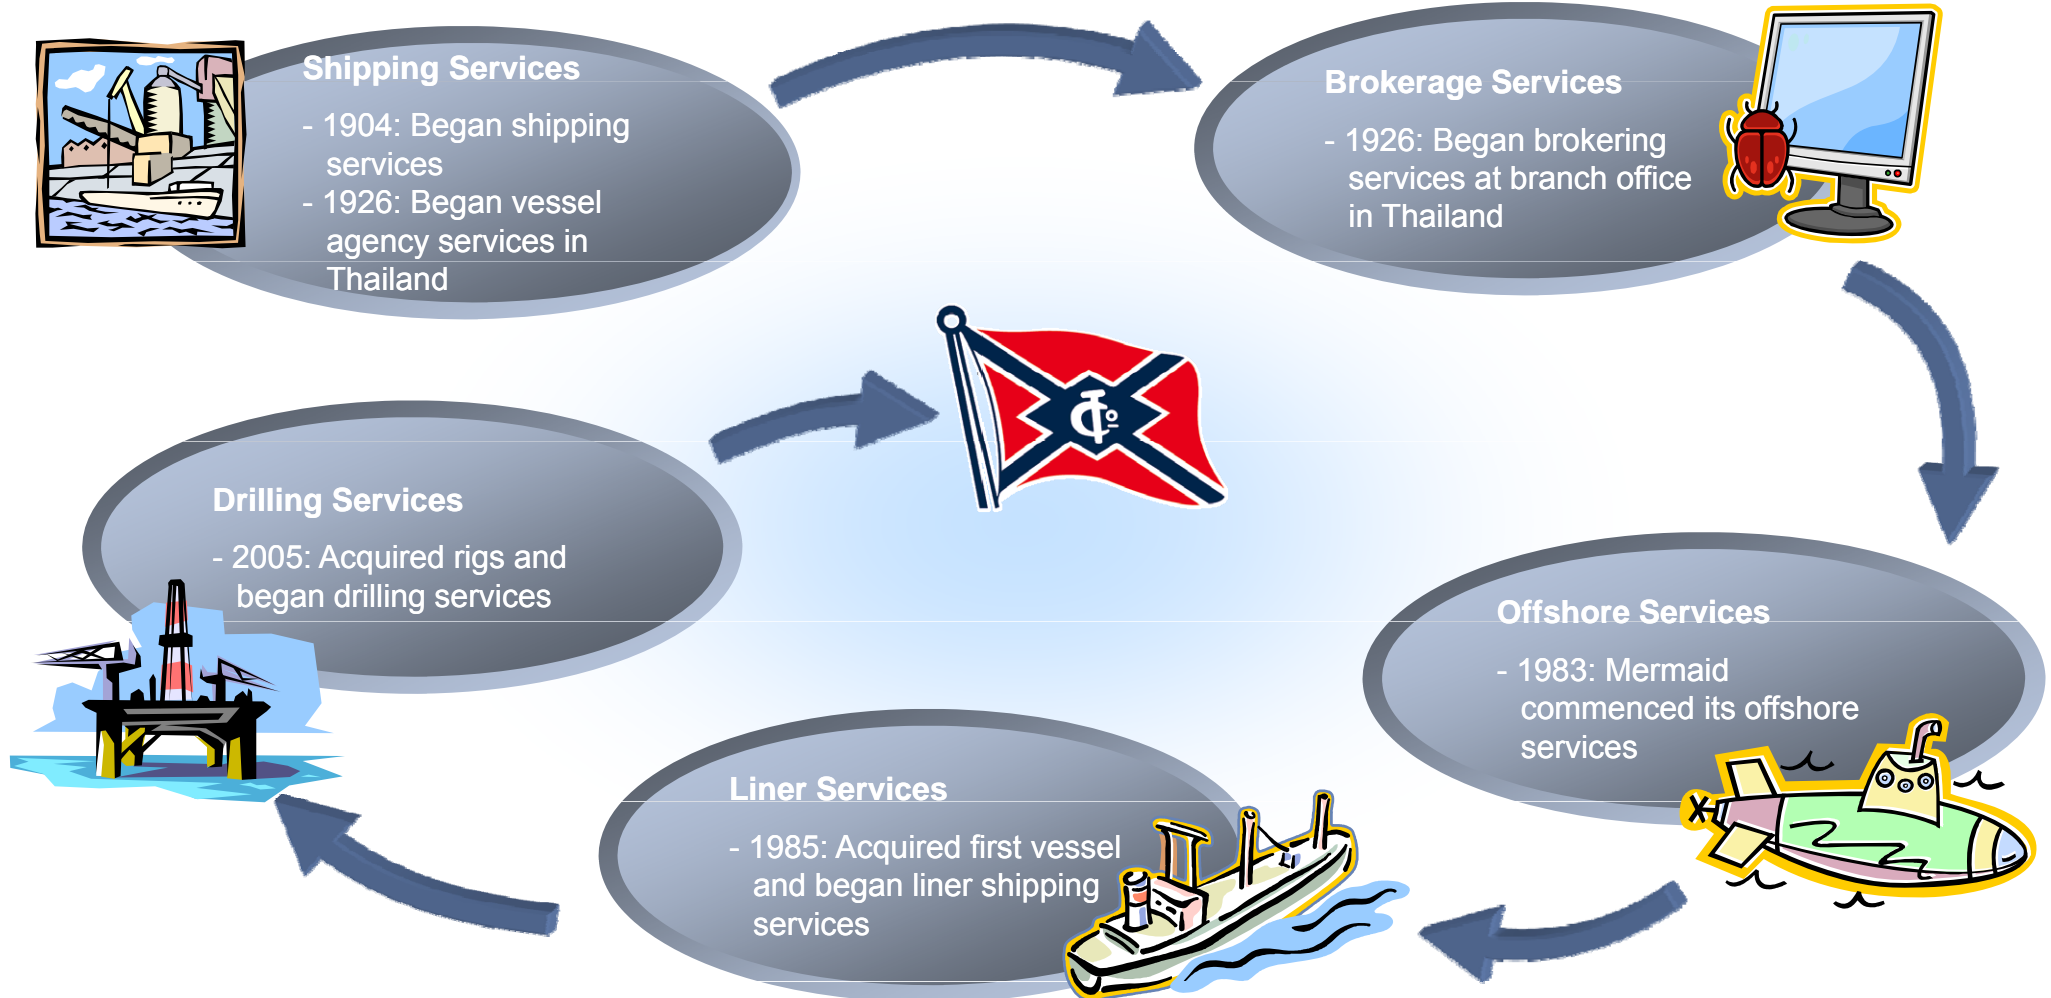 Shipping Services
- 1904: Began shipping
services
- 1926: Began vessel
agency services in
Thailand
Brokerage Services
- 1926: Began brokering
services at branch office
in Thailand
Offshore Services
- 1983: Mermaid
commenced its offshore
services
Liner Services
- 1985: Acquired first vessel
and began liner shipping
services
Drilling Services
- 2005: Acquired rigs and
began drilling services